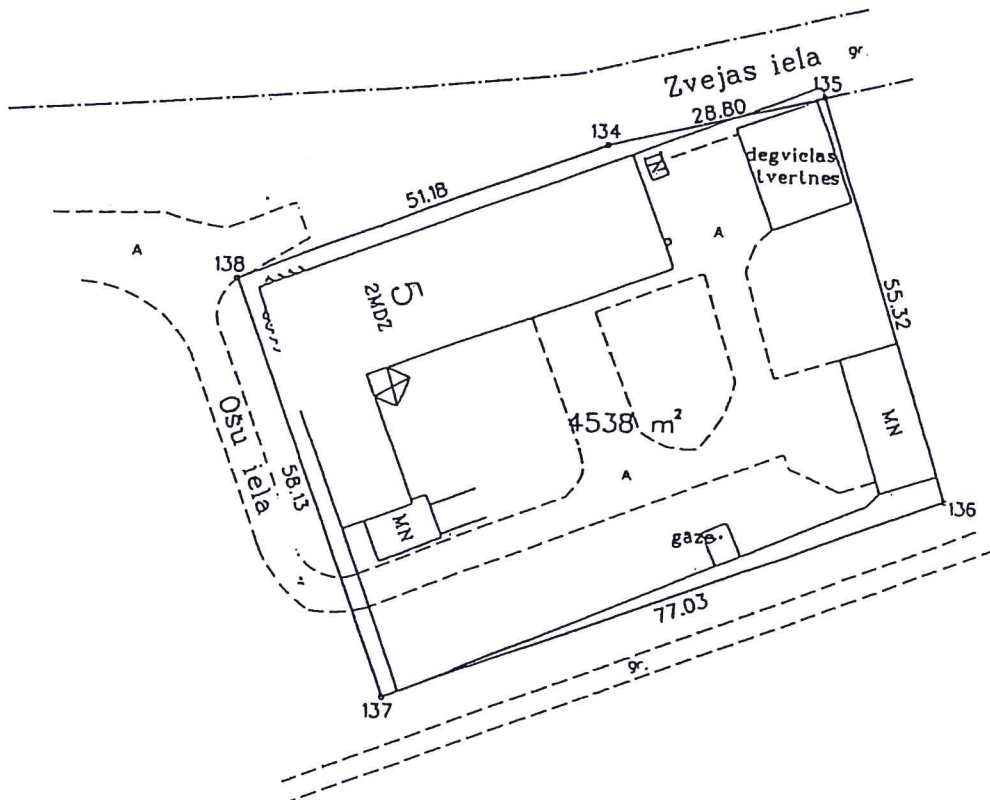 Zvejas iela gr.
135
28.80
134
degvielas
tvertnes
TN
51.18
A
A
138
5
2MDZ
55.32
Ošu iela
4538 m²
MN
58.13
A
MN
136
gāze.
77.03
gr.
137